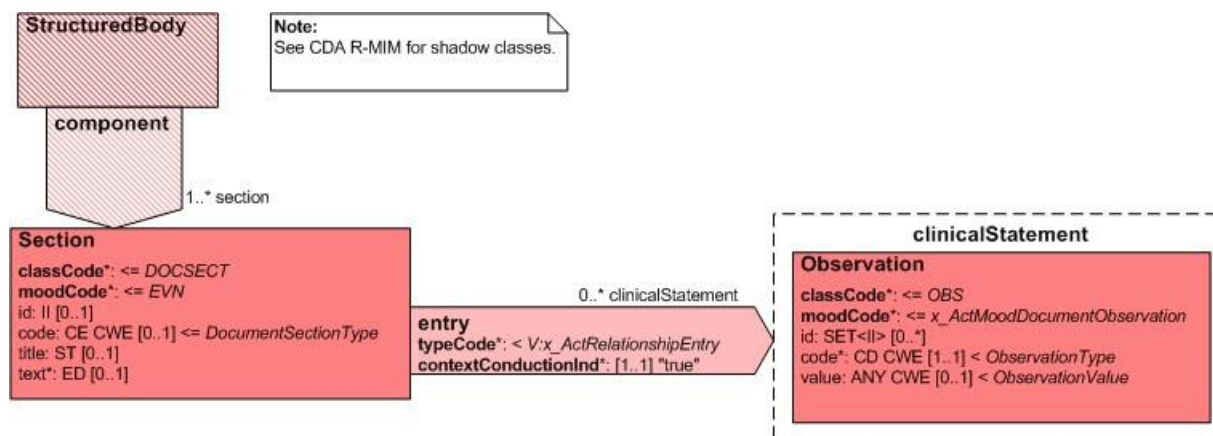 StructuredBody
Note:
See CDA R-MIM for shadow classes.
component
1..* section
Section
classCode*: <= DOCSECT
moodCode*: <= EVN
id: II [0..1]
code: CE CWE [0..1] <= DocumentSectionType
title: ST [0..1]
text*: ED [0..1]
0..* clinicalStatement
entry
typeCode*: < V:x_ActRelationshipEntry
contextConductionInd*: [1..1] "true"
clinicalStatement
Observation
classCode*: <= OBS
moodCode*: <= x_ActMoodDocumentObservation
id: SET<II> [0..*]
code*: CD CWE [1..1] < ObservationType
value: ANY CWE [0..1] < ObservationValue